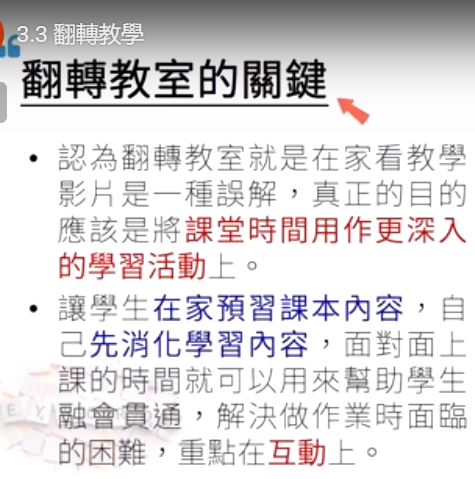 3.3 翻轉教學
翻轉教室的關鍵
• 認為翻轉教室就是在家看教學
影片是一種誤解，真正的目的
應該是將課堂時間用作更深入
的學習活動上。
• 讓學生在家預習課本內容，自
己先消化學習內容，面對面上
課的時間就可以用來幫助學生
融會貫通，解決做作業時面臨
的困難，重點在互動上。